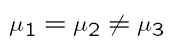 μ₁ = μ₂ ≠ μ₃